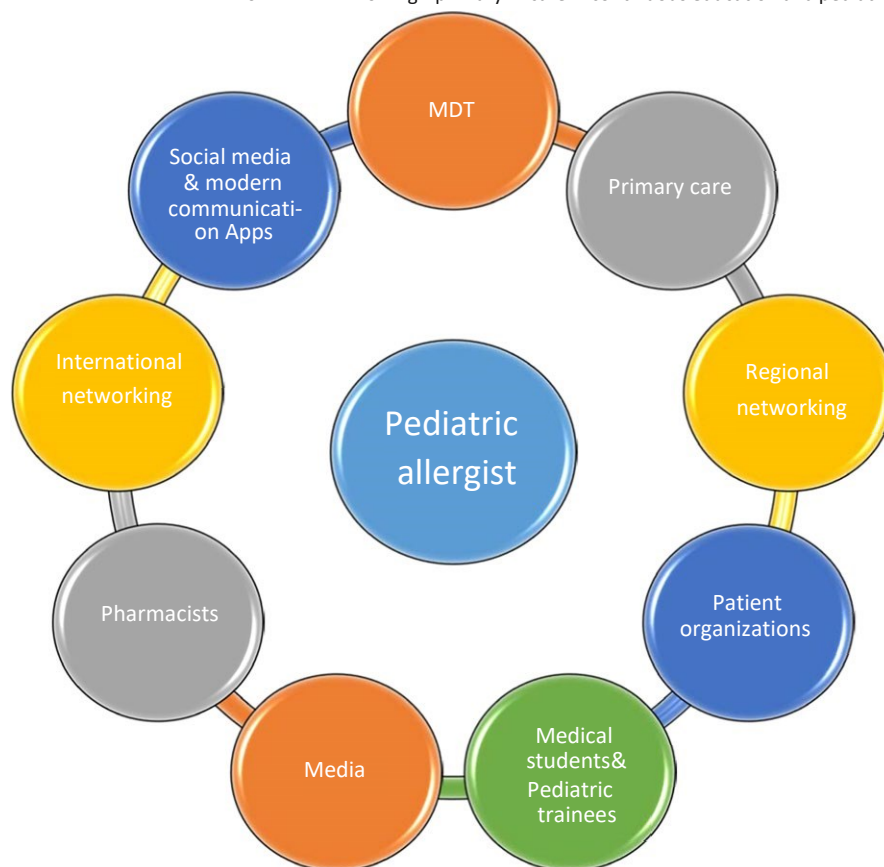 MDT
Primary care
Regional
networking
Patient
organizations
Medical
students&
Pediatric
trainees
Media
Pharmacists
International
networking
Social media
& modern
communicati-
on Apps
Pediatric
allergist